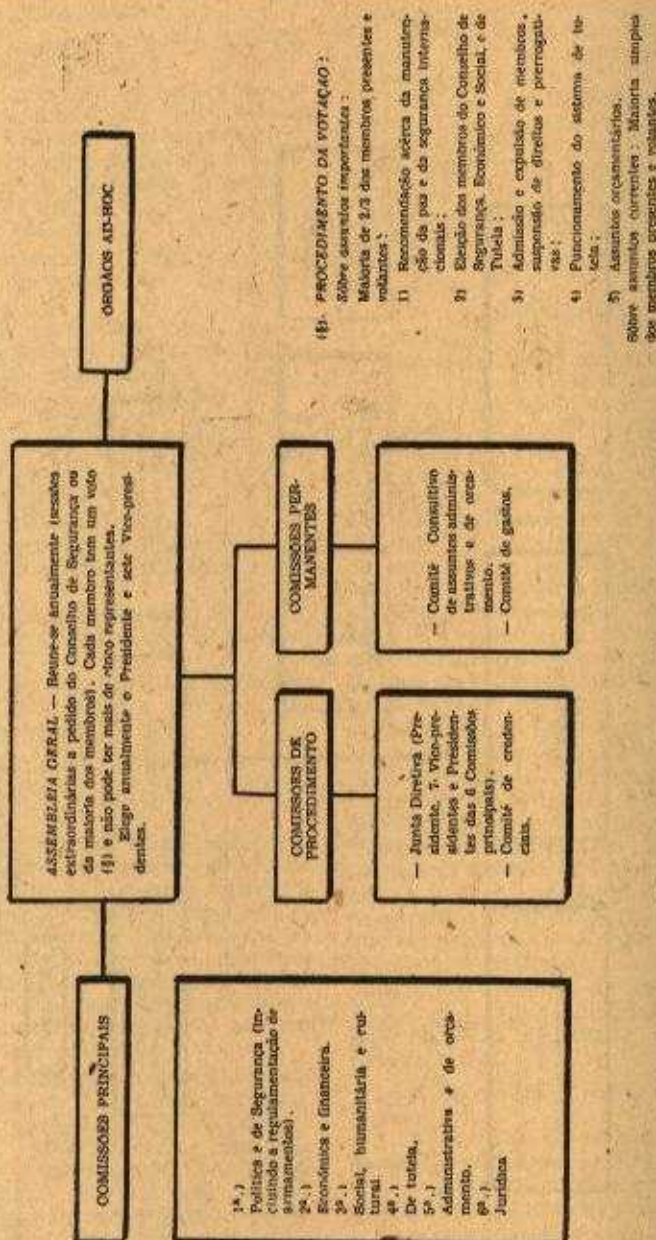 ASSEMBLEIA GERAL — Reune-se anualmente (sessões
extraordinárias a pedido do Conselho de Segurança ou
da maioria dos membros). Cada membro tem um voto
(§) e não pode ter mais de cinco representantes.
Elege anualmente o Presidente e sete Vice-presi-
dentes.
COMISSÕES PRINCIPAIS
ÓRGÃOS AD-HOC
COMISSÕES DE
PROCEDIMENTO
COMISSÕES PER-
MANENTES
1ª.)
Política e de Segurança (in-
cluindo a regulamentação de
armamentos).
2ª.)
Econômica e financeira.
3ª.)
Social, humanitária e cul-
tural.
4ª.)
De tutela.
5ª.)
Administrativa e de orça-
mento.
6ª.)
Jurídica
— Junta Diretiva (Pre-
sidente, 7 Vice-pre-
sidentes e Presiden-
tes das 6 Comissões
principais).
— Comité de creden-
ciais.
— Comité Consultivo
de assuntos adminis-
trativos e de orça-
mento.
— Comité de gastos.
(§). PROCEDIMENTO DA VOTAÇÃO :
Sôbre assuntos importantes :
Maioria de 2/3 dos membros presentes e
votantes :
1) Recomendação acêrca da manuten-
ção da paz e da segurança interna-
cionais ;
2) Eleição dos membros do Conselho de
Segurança, Econômico e Social, e de
Tutela ;
3) Admissão e expulsão de membros,
suspensão de direitos e prerrogati-
vas ;
4) Funcionamento do sistema de tu-
tela ;
5) Assuntos orçamentários.
Sôbre assuntos correntes : Maioria simples
dos membros presentes e votantes.